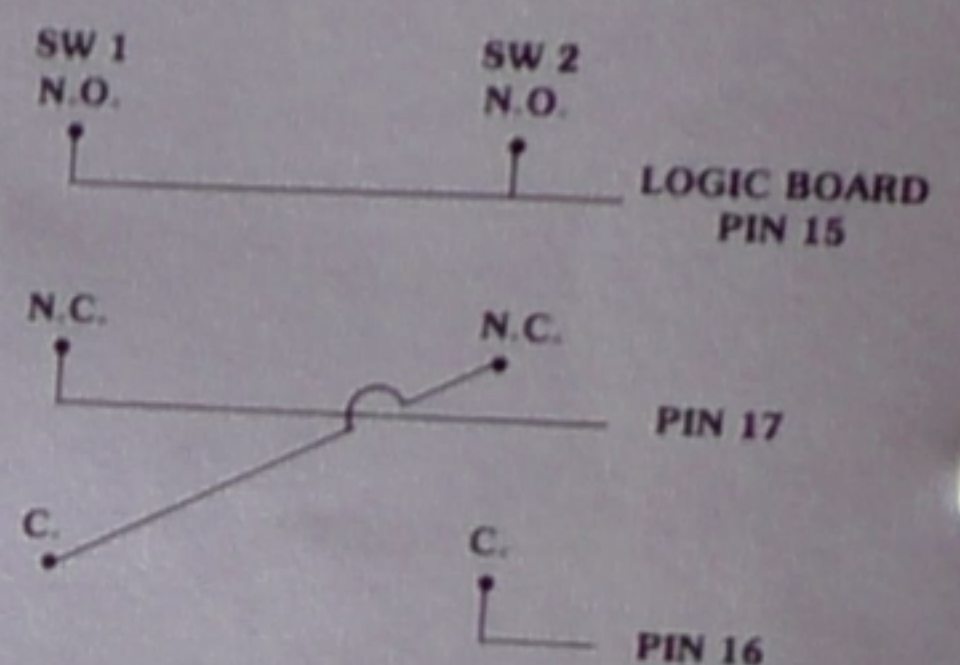 SW 1
N.O.
SW 2
N.O.
LOGIC BOARD
PIN 15
N.C.
N.C.
PIN 17
C.
C.
PIN 16